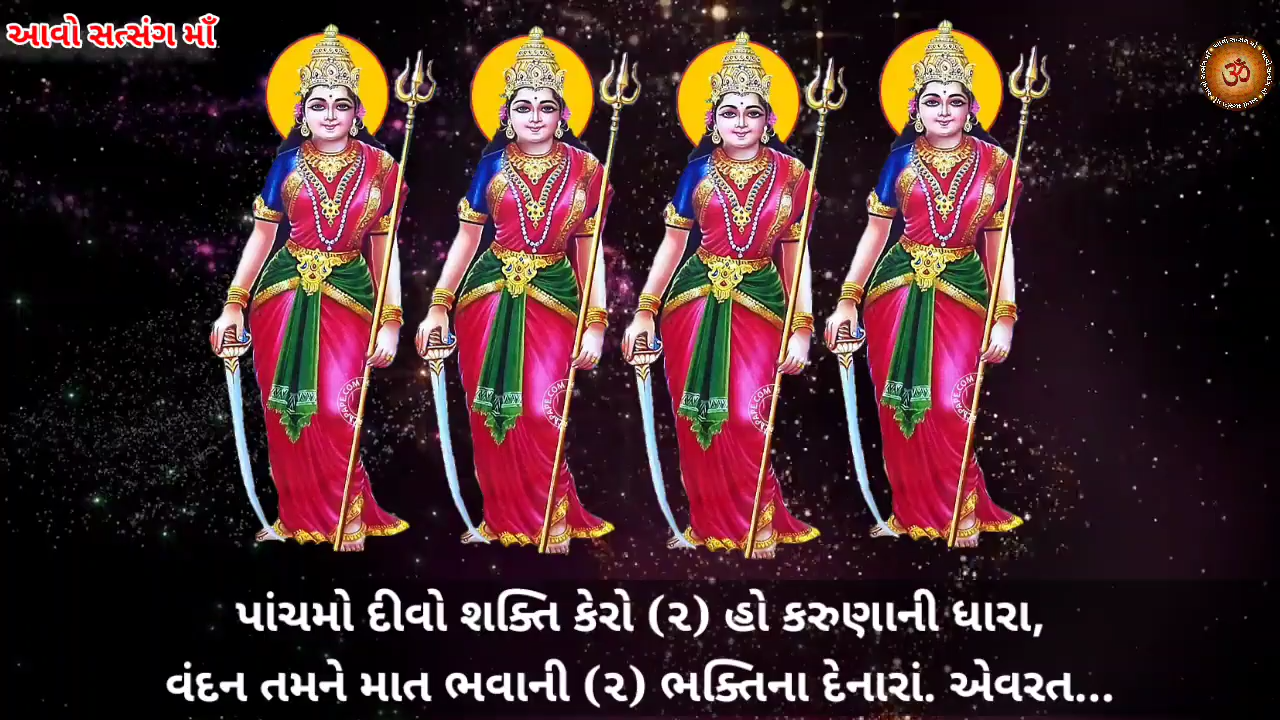 આવો સત્સંગ માઁ
ૐ
પાંચમો દીવો શક્તિ કેરો (૨) હો કરુણાની ધારા,
વંદન તમને માત ભવાની (૨) ભક્તિના દેનારાં. એવરત...